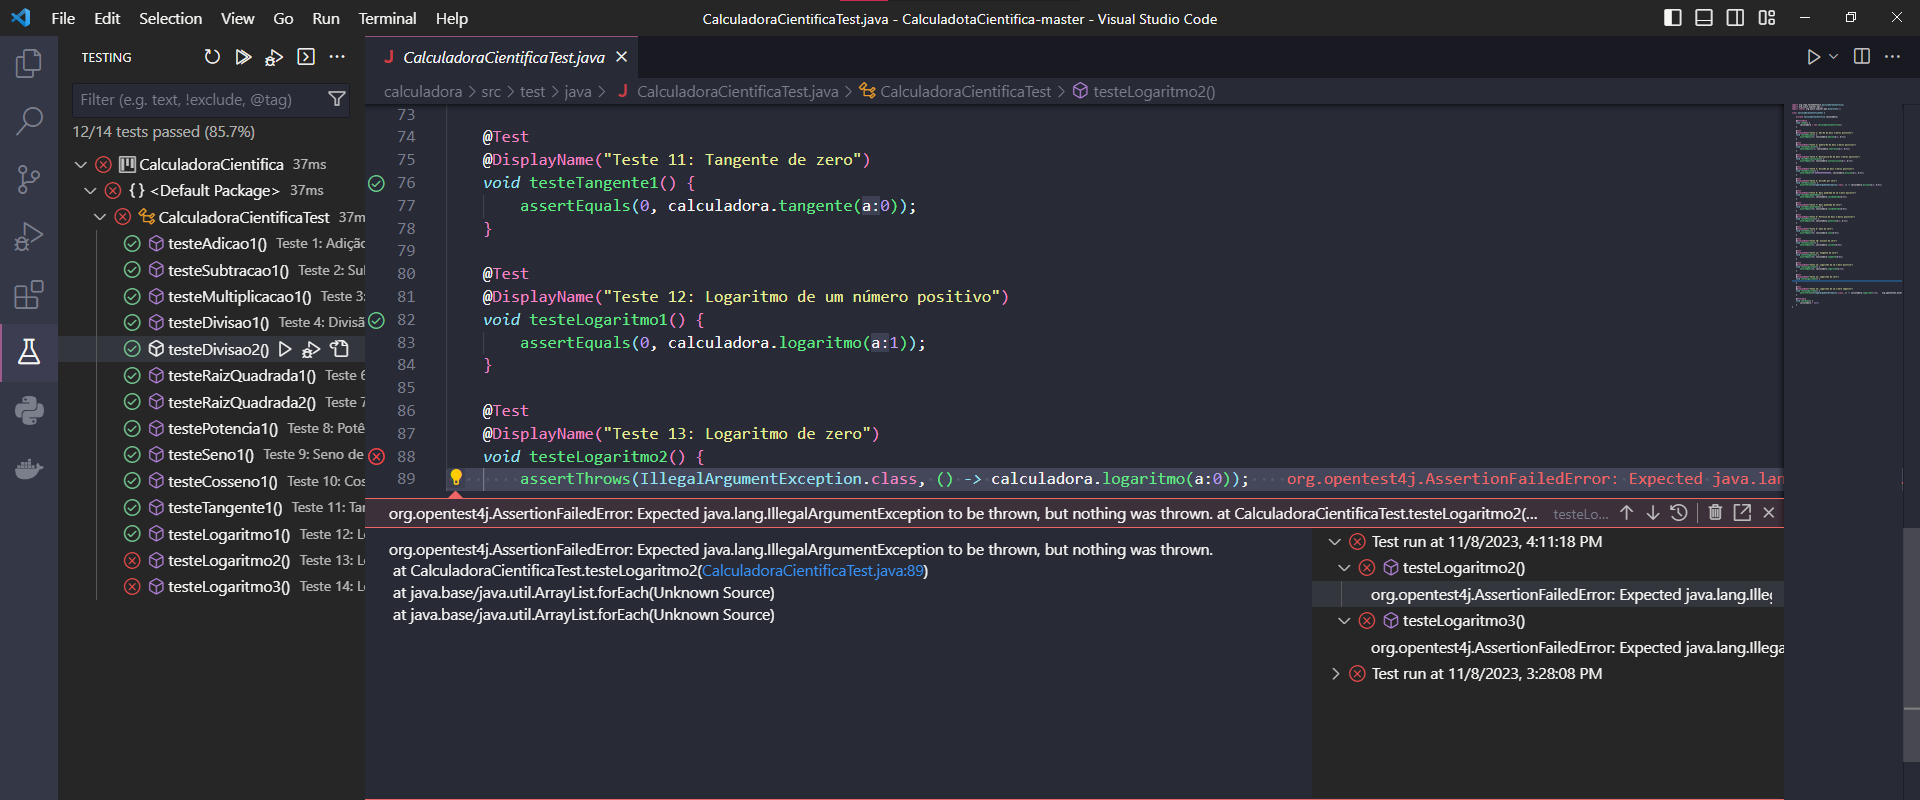 File Edit Selection View Go Run Terminal Help
CalculadoraCientificaTest.java - CalculadotaCientifica-master - Visual Studio Code
TESTING
Filter (e.g. text, !exclude, @tag)
12/14 tests passed (85.7%)
CalculadoraCientifica 37ms
{} <Default Package> 37ms
CalculadoraCientificaTest 37m
testeAdicao1() Teste 1: Adição
testeSubtracao1() Teste 2: Sul
testeMultiplicacao1() Teste 3:
testeDivisao1() Teste 4: Divisã
testeDivisao2()
testeRaizQuadrada1() Teste 6
testeRaizQuadrada2() Teste 7
testePotencia1() Teste 8: Potê
testeSeno1() Teste 9: Seno de
testeCosseno1() Teste 10: Cos
testeTangente1() Teste 11: Tar
testeLogaritmo1() Teste 12: L
testeLogaritmo2() Teste 13: L
testeLogaritmo3() Teste 14: L
J CalculadoraCientificaTest.java
calculadora > src > test > java > J CalculadoraCientificaTest.java > CalculadoraCientificaTest > testeLogaritmo2()
73
74 @Test
75 @DisplayName("Teste 11: Tangente de zero")
76 void testeTangente1() {
77 assertEquals(0, calculadora.tangente(a:0));
78 }
79
80 @Test
81 @DisplayName("Teste 12: Logaritmo de um número positivo")
82 void testeLogaritmo1() {
83 assertEquals(0, calculadora.logaritmo(a:1));
84 }
85
86 @Test
87 @DisplayName("Teste 13: Logaritmo de zero")
88 void testeLogaritmo2() {
89 assertThrows(IllegalArgumentException.class, () -> calculadora.logaritmo(a:0)); org.opentest4j.AssertionFailedError: Expected java.lan
org.opentest4j.AssertionFailedError: Expected java.lang.IllegalArgumentException to be thrown, but nothing was thrown. at CalculadoraCientificaTest.testeLogaritmo2(... testeLo...
org.opentest4j.AssertionFailedError: Expected java.lang.IllegalArgumentException to be thrown, but nothing was thrown.
at CalculadoraCientificaTest.testeLogaritmo2(CalculadoraCientificaTest.java:89)
at java.base/java.util.ArrayList.forEach(Unknown Source)
at java.base/java.util.ArrayList.forEach(Unknown Source)
Test run at 11/8/2023, 4:11:18 PM
testeLogaritmo2()
org.opentest4j.AssertionFailedError: Expected java.lang.Illeg
testeLogaritmo3()
org.opentest4j.AssertionFailedError: Expected java.lang.Illega
Test run at 11/8/2023, 3:28:08 PM